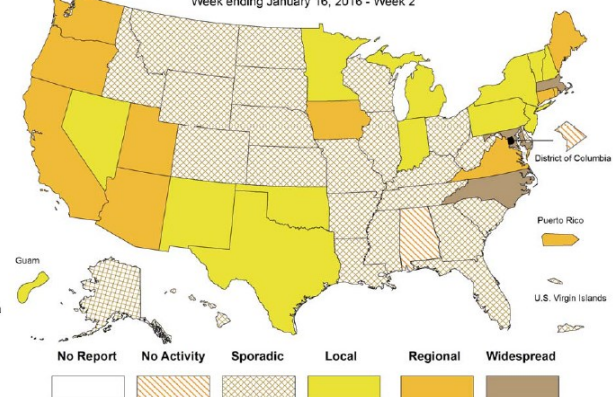 Week ending January 16, 2016 - Week 2
District of Columbia
Puerto Rico
Guam
U.S. Virgin Islands
No Report No Activity Sporadic Local Regional Widespread